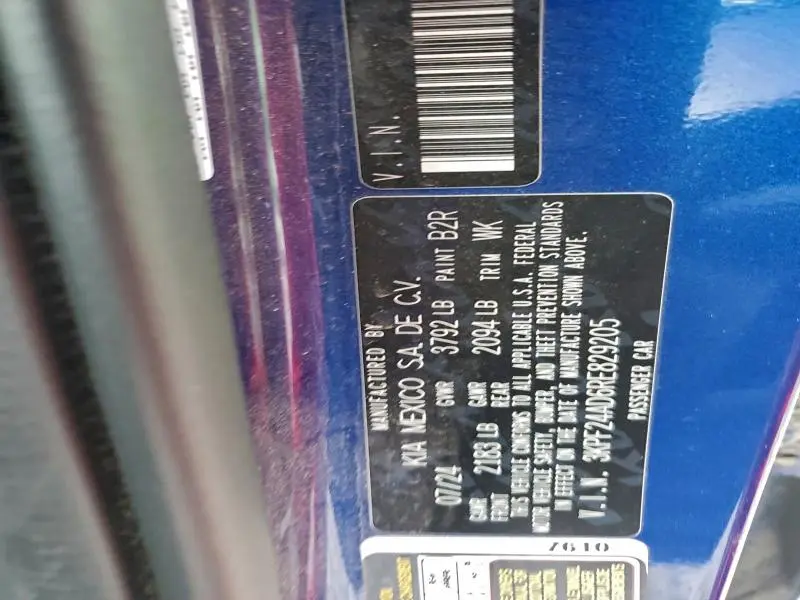 V.I.N.
MANUFACTURED BY
KIA MEXICO S.A. DE C.V.
07/24 GVWR 3792 LB PAINT B2R
GAWR FRONT 2183 LB GAWR REAR 2094 LB TRIM WK
THIS VEHICLE CONFORMS TO ALL APPLICABLE U.S.A. FEDERAL
MOTOR VEHICLE SAFETY, BUMPER, AND THEFT PREVENTION STANDARDS
IN EFFECT ON THE DATE OF MANUFACTURE SHOWN ABOVE.
V.I.N. 3KPF24AD6RE829205
PASSENGER CAR
7610